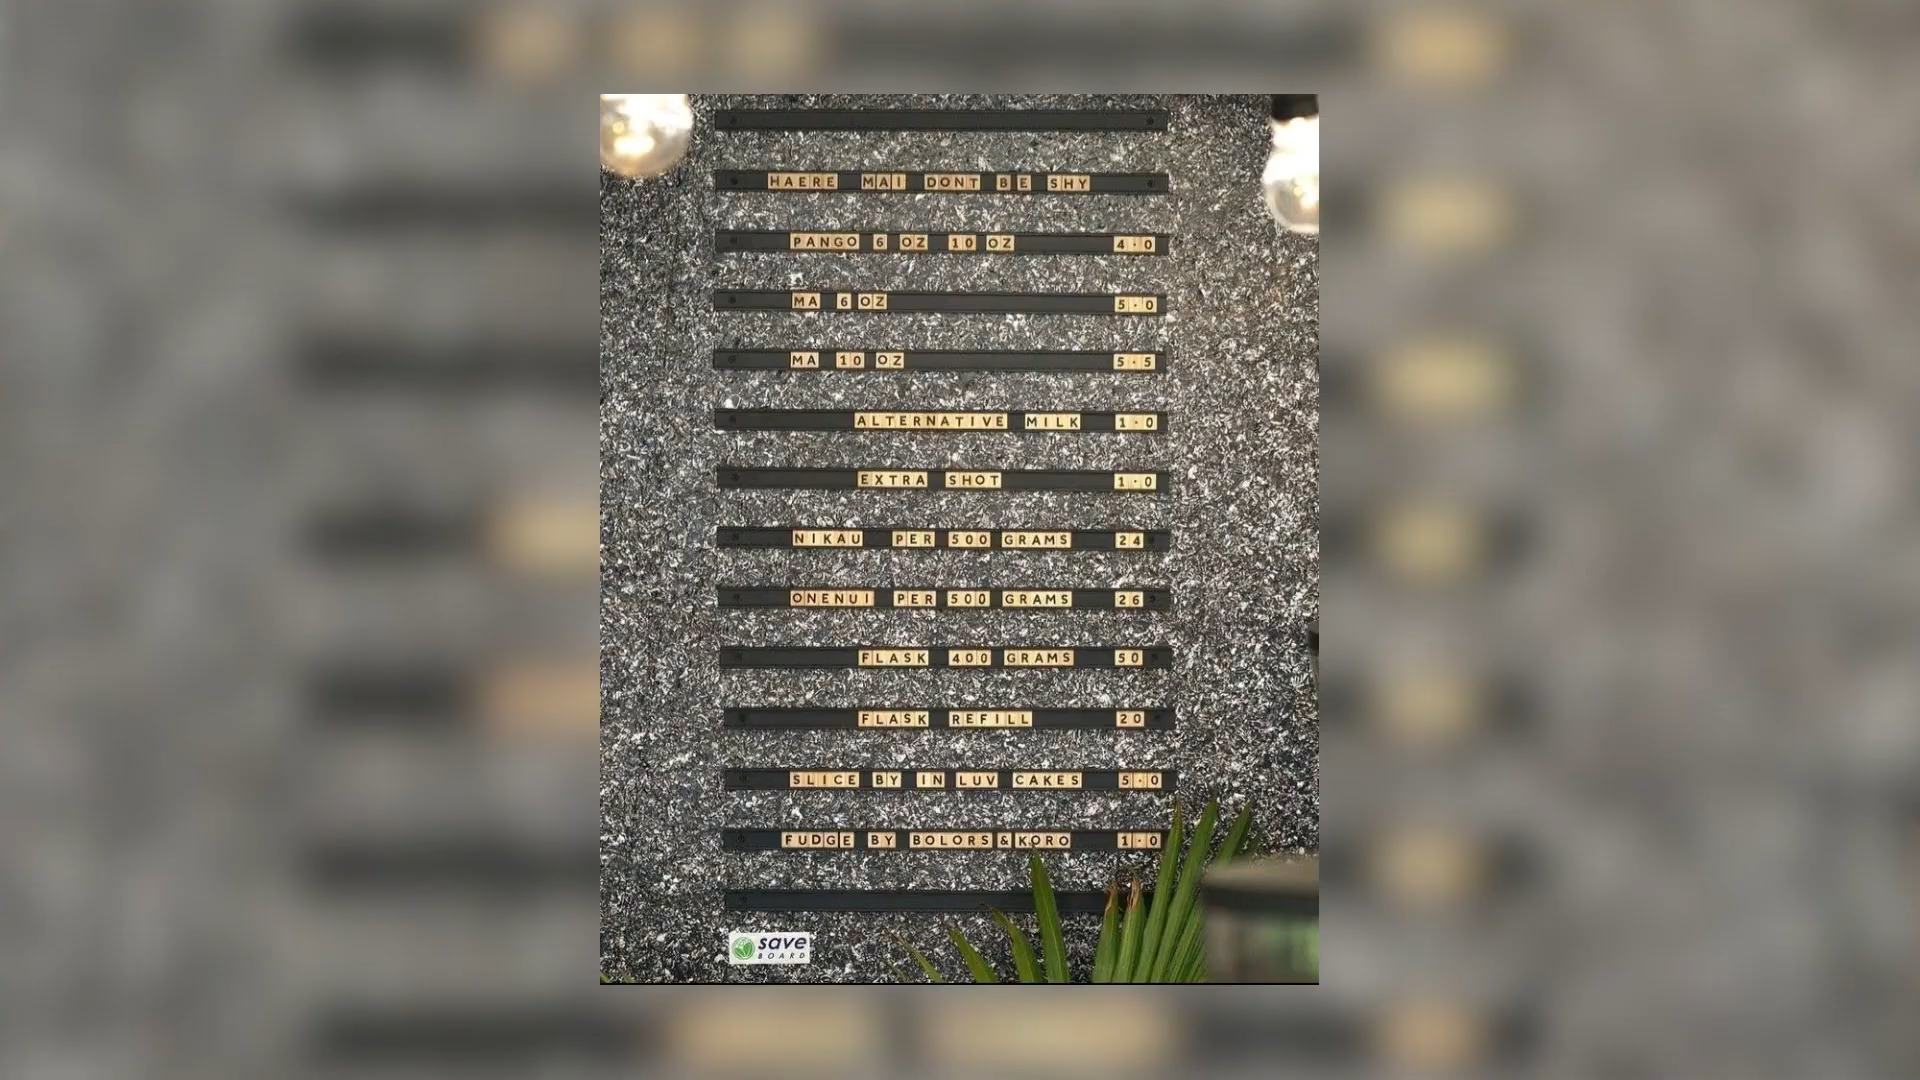 HAERE MAI DONT BE SHY
PANGO 6 OZ 10 OZ 4.0
MA 6 OZ 5.0
MA 10 OZ 5.5
ALTERNATIVE MILK 1.0
EXTRA SHOT 1.0
NIKAU PER 500 GRAMS 24
ONENUI PER 500 GRAMS 26
FLASK 400 GRAMS 50
FLASK REFILL 20
SLICE BY IN LUV CAKES 5.0
FUDGE BY BOLORS & KORO 1.0
save
BOARD